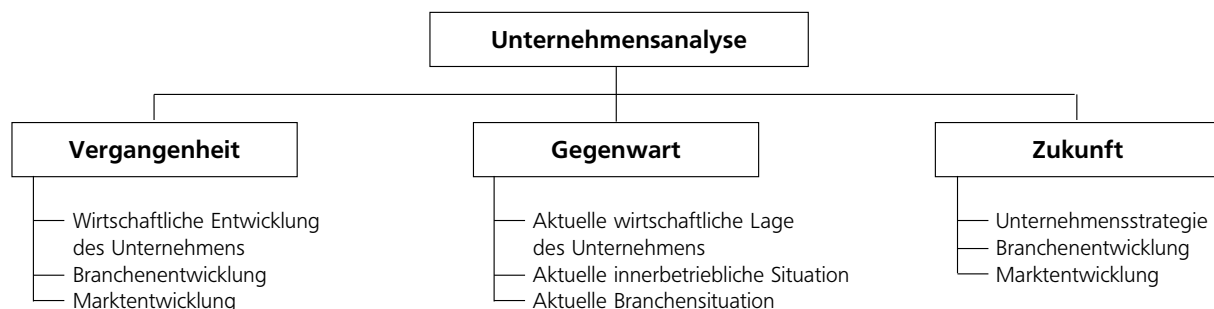 Unternehmensanalyse
Vergangenheit
Wirtschaftliche Entwicklung
des Unternehmens
Branchenentwicklung
Marktentwicklung
Gegenwart
Aktuelle wirtschaftliche Lage
des Unternehmens
Aktuelle innerbetriebliche Situation
Aktuelle Branchensituation
Zukunft
Unternehmensstrategie
Branchenentwicklung
Marktentwicklung